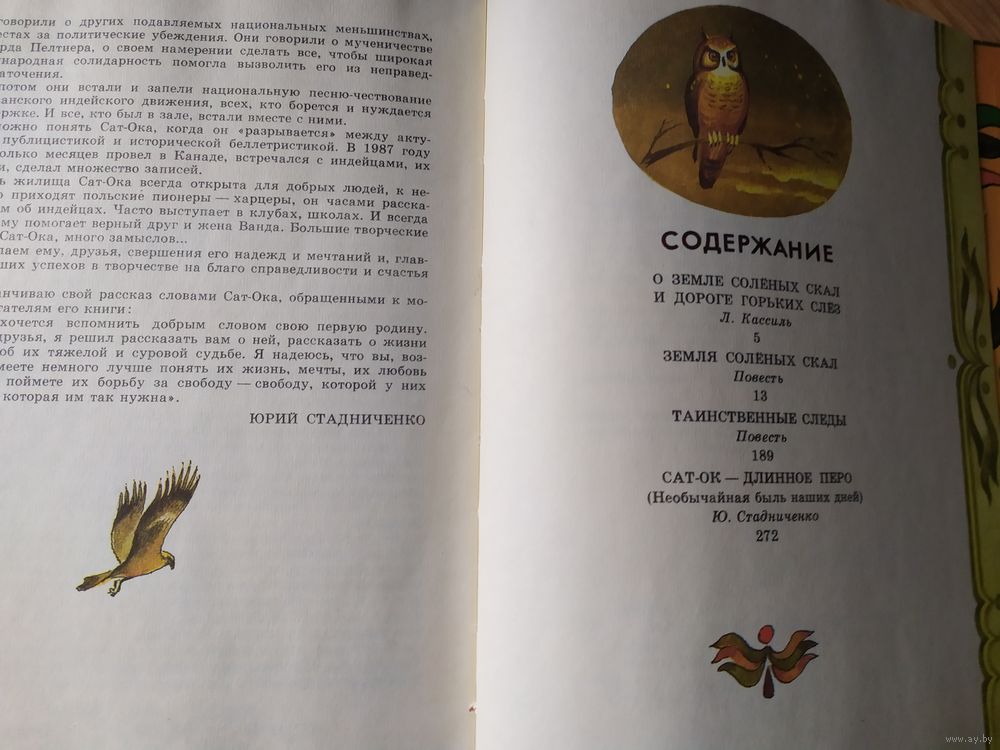 говорили о других подавляемых национальных меньшинствах,
естах за политические убеждения. Они говорили о мученичестве
рда Пелтиера, о своем намерении сделать все, чтобы широкая
народная солидарность помогла вызволить его из неправед-
аточения.
потом они встали и запели национальную песню-чествование
анского индейского движения, всех, кто борется и нуждается
ержке. И все, кто был в зале, встали вместе с ними.
ожно понять Сат-Ока, когда он «разрывается» между акту-
публицистикой и исторической беллетристикой. В 1987 году
олько месяцев провел в Канаде, встречался с индейцами, их
и, сделал множество записей.
ь жилища Сат-Ока всегда открыта для добрых людей, к не-
о приходят польские пионеры — харцеры, он часами расска-
м об индейцах. Часто выступает в клубах, школах. И всегда
му помогает верный друг и жена Ванда. Большие творческие
Сат-Ока, много замыслов...
лаем ему, друзья, свершения его надежд и мечтаний и, глав-
ших успехов в творчестве на благо справедливости и счастья
анчиваю свой рассказ словами Сат-Ока, обращенными к мо-
тателям его книги:
хочется вспомнить добрым словом свою первую родину.
друзья, я решил рассказать вам о ней, рассказать о жизни
об их тяжелой и суровой судьбе. Я надеюсь, что вы, воз-
меете немного лучше понять их жизнь, мечты, их любовь
поймете их борьбу за свободу — свободу, которой у них
которая им так нужна».
ЮРИЙ СТАДНИЧЕНКО
СОДЕРЖАНИЕ
О ЗЕМЛЕ СОЛЁНЫХ СКАЛ
И ДОРОГЕ ГОРЬКИХ СЛЁЗ
Л. Кассиль
5
ЗЕМЛЯ СОЛЁНЫХ СКАЛ
Повесть
13
ТАИНСТВЕННЫЕ СЛЕДЫ
Повесть
189
САТ-ОК — ДЛИННОЕ ПЕРО
(Необычайная быль наших дней)
Ю. Стадниченко
272
www.ay.by